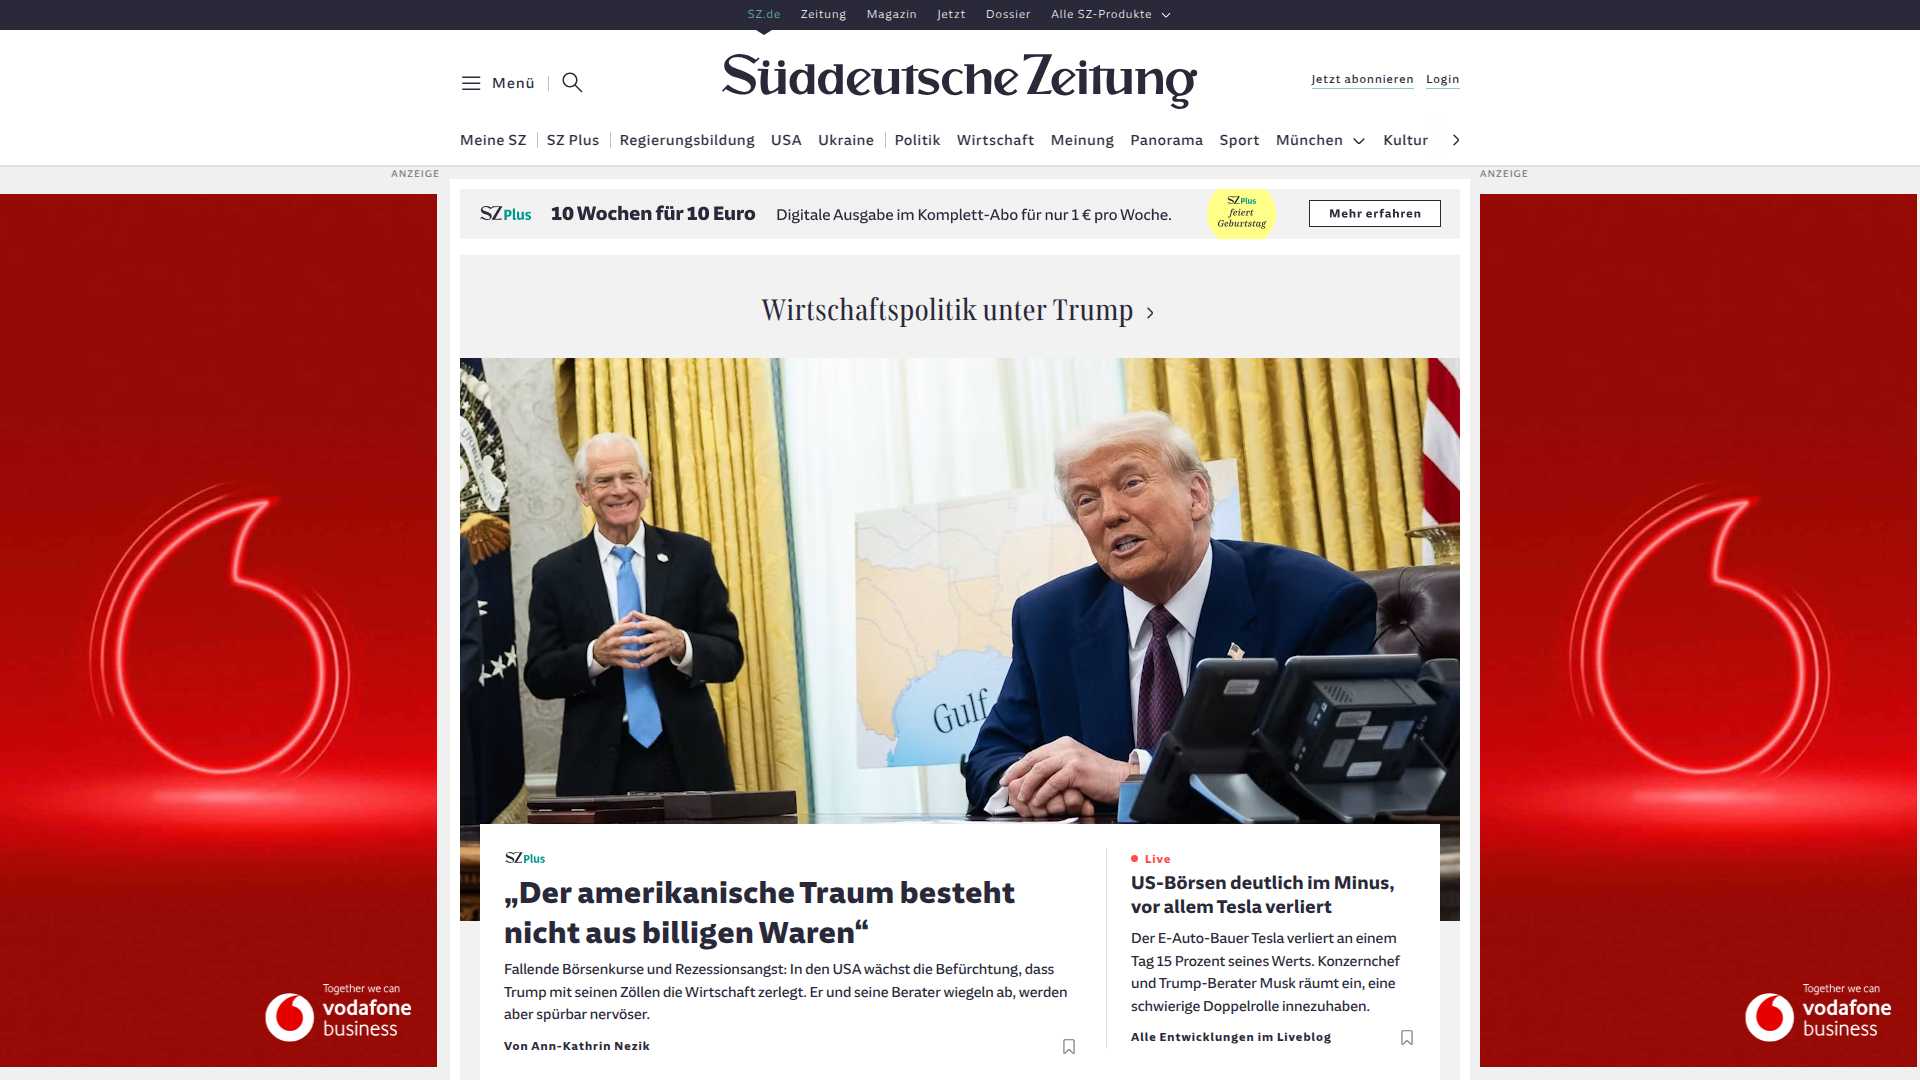 SZ.de Zeitung Magazin Jetzt Dossier Alle SZ-Produkte
Menü
Süddeutsche Zeitung
Jetzt abonnieren Login
Meine SZ SZ Plus Regierungsbildung USA Ukraine Politik Wirtschaft Meinung Panorama Sport München Kultur
ANZEIGE
ANZEIGE
SZ Plus 10 Wochen für 10 Euro Digitale Ausgabe im Komplett-Abo für nur 1 € pro Woche.
SZ Plus
feiert
Geburtstag
Mehr erfahren
Wirtschaftspolitik unter Trump
Gulf
SZ Plus
„Der amerikanische Traum besteht
nicht aus billigen Waren“
Fallende Börsenkurse und Rezessionsangst: In den USA wächst die Befürchtung, dass
Trump mit seinen Zöllen die Wirtschaft zerlegt. Er und seine Berater wiegeln ab, werden
aber spürbar nervöser.
Von Ann-Kathrin Nezik
Live
US-Börsen deutlich im Minus,
vor allem Tesla verliert
Der E-Auto-Bauer Tesla verliert an einem
Tag 15 Prozent seines Werts. Konzernchef
und Trump-Berater Musk räumt ein, eine
schwierige Doppelrolle innezuhaben.
Alle Entwicklungen im Liveblog
Together we can
vodafone
business
Together we can
vodafone
business